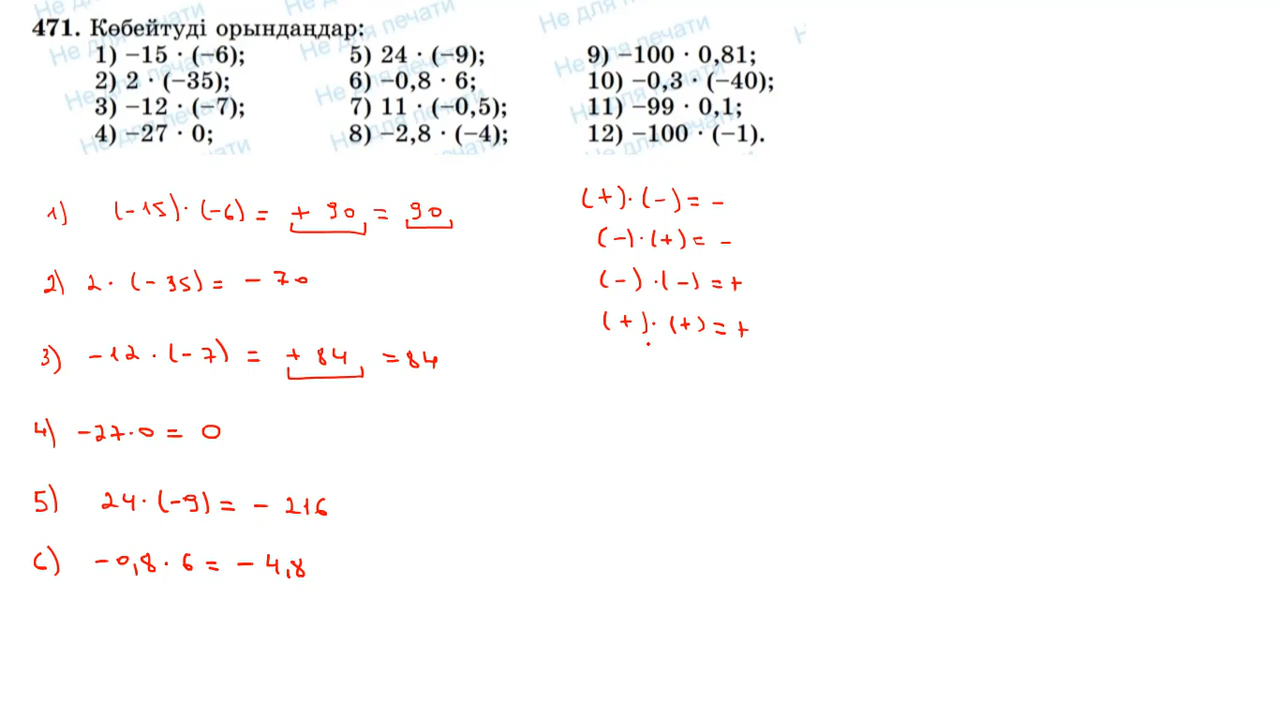 471. Көбейтуді орындаңдар:
1) −15 · (−6); 5) 24 · (−9); 9) −100 · 0,81;
2) 2 · (−35); 6) −0,8 · 6; 10) −0,3 · (−40);
3) −12 · (−7); 7) 11 · (−0,5); 11) −99 · 0,1;
4) −27 · 0; 8) −2,8 · (−4); 12) −100 · (−1).
Не для печати
1) (−15) · (−6) = + 90 = 90
2) 2 · (−35) = − 70
3) −12 · (−7) = + 84 = 84
4) −27 · 0 = 0
5) 24 · (−9) = − 216
6) −0,8 · 6 = − 4,8
(+) · (−) = −
(−) · (+) = −
(−) · (−) = +
(+) · (+) = +